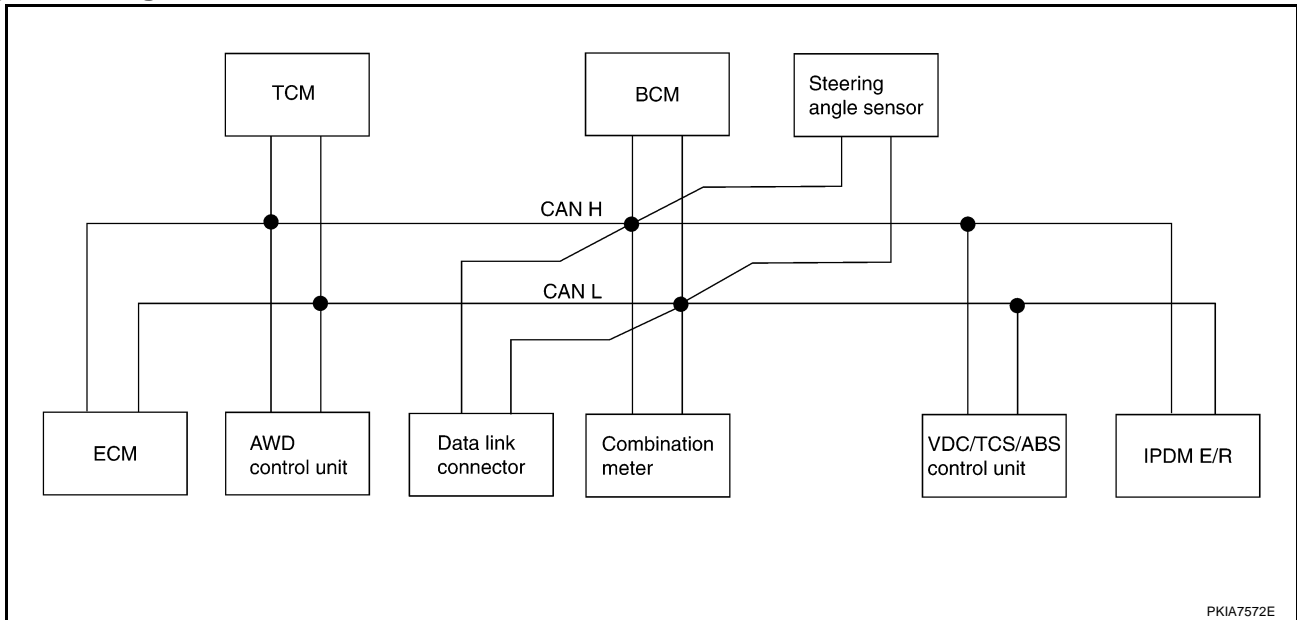 TCM
BCM
Steering
angle sensor
CAN H
CAN L
ECM
AWD
control unit
Data link
connector
Combination
meter
VDC/TCS/ABS
control unit
IPDM E/R
PKIA7572E